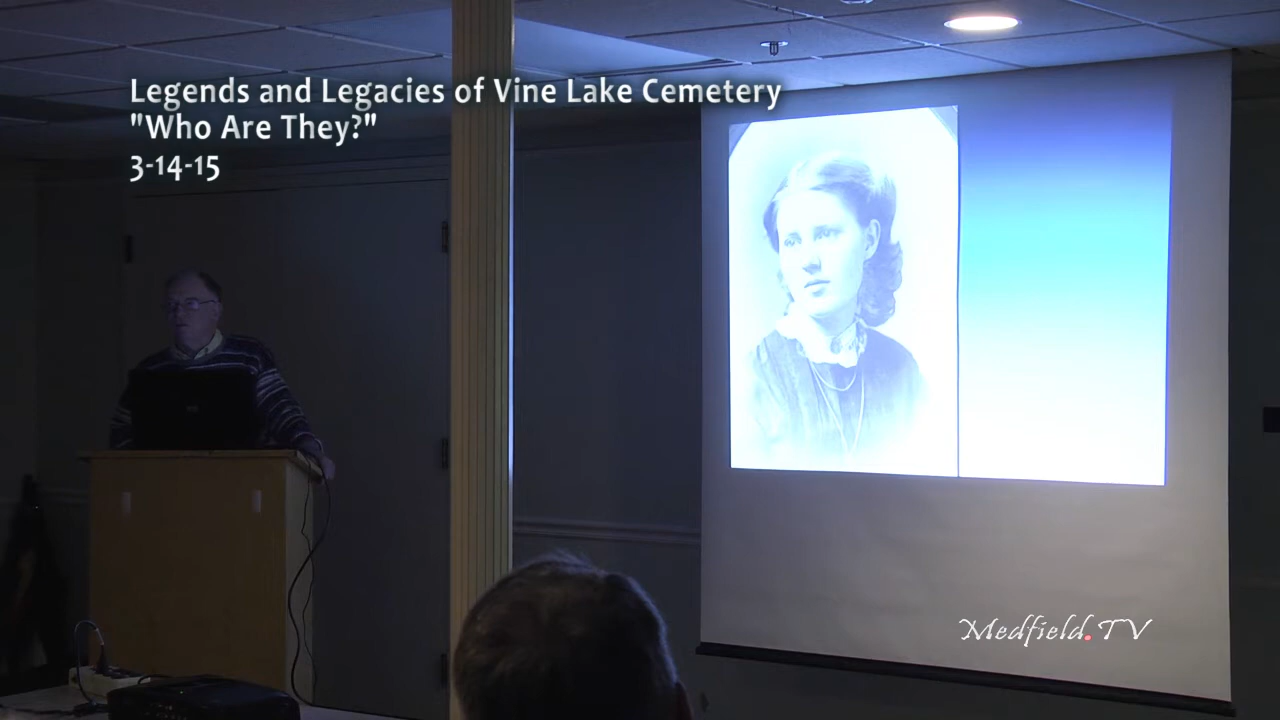 Legends and Legacies of Vine Lake Cemetery
"Who Are They?"
3-14-15
Medfield.TV